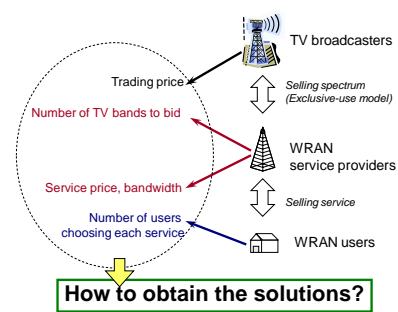 TV broadcasters
Trading price
Selling spectrum
(Exclusive-use model)
Number of TV bands to bid
WRAN
service providers
Service price, bandwidth
Selling service
Number of users
choosing each service
WRAN users
How to obtain the solutions?